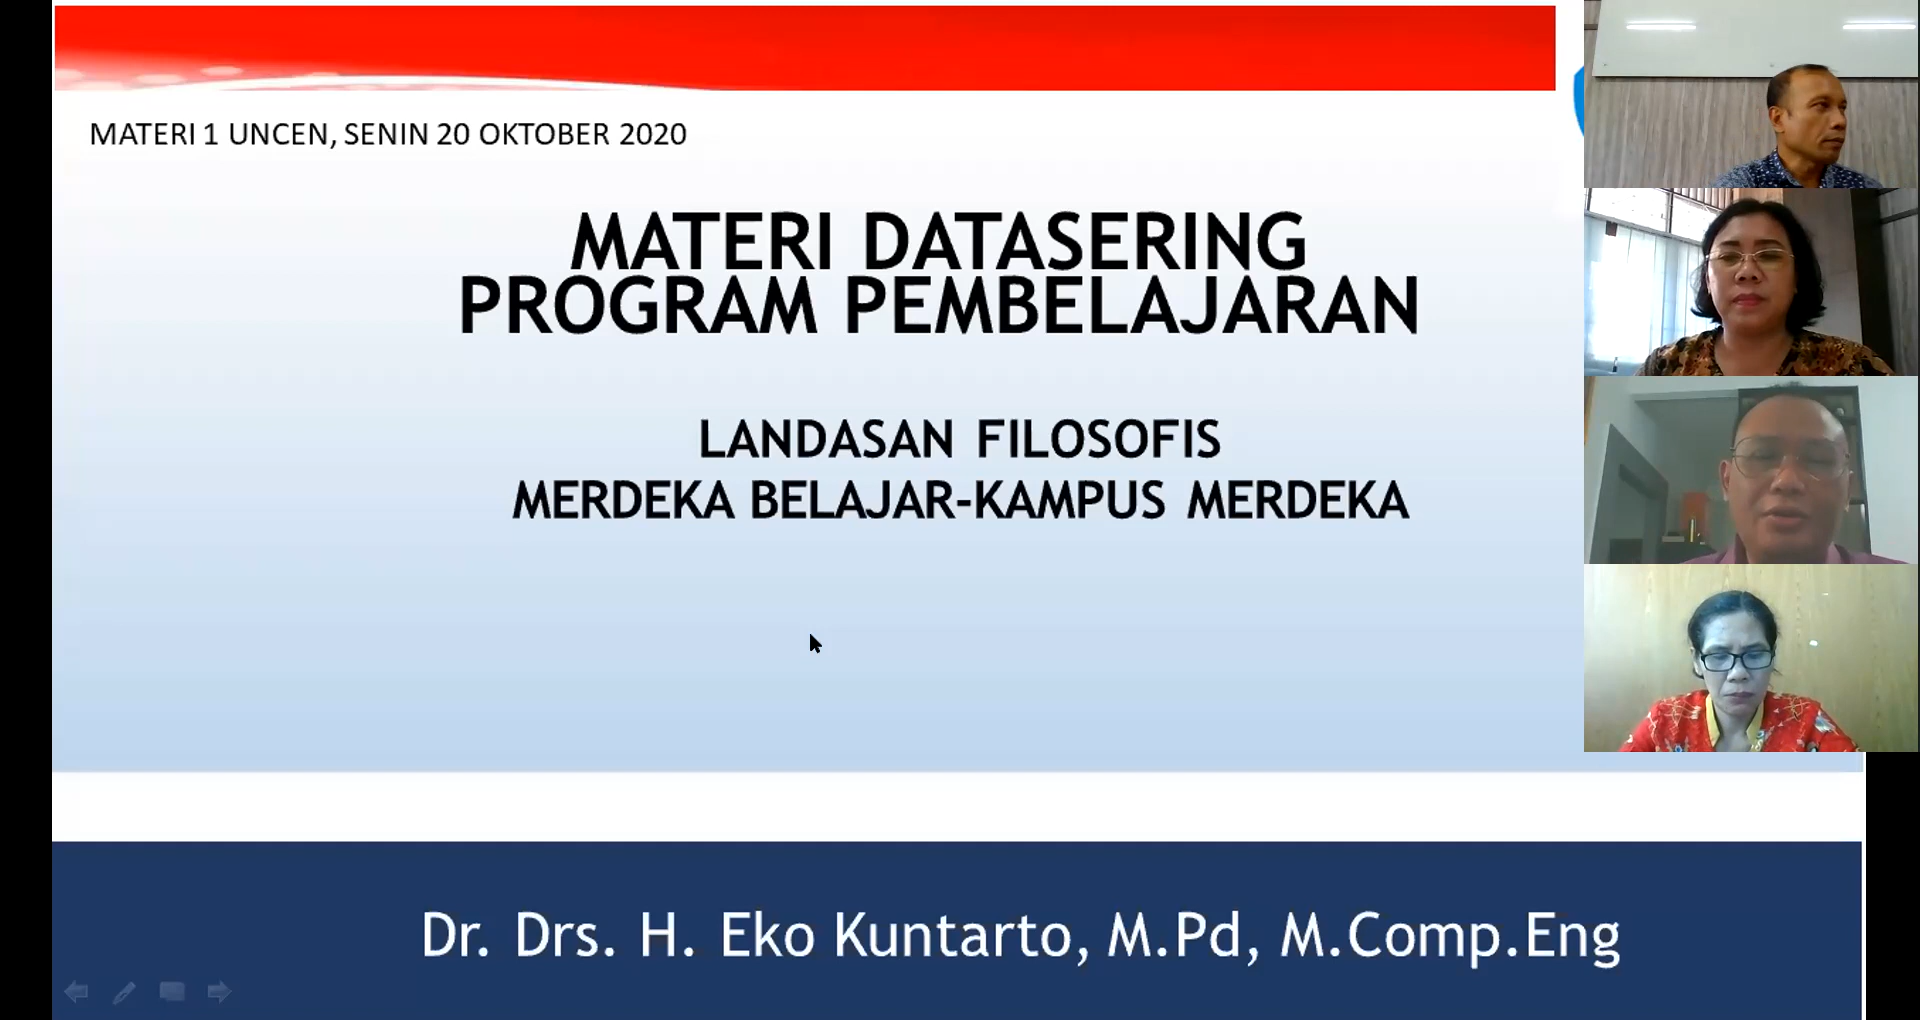 MATERI 1 UNCEN, SENIN 20 OKTOBER 2020
MATERI DATASERING
PROGRAM PEMBELAJARAN
LANDASAN FILOSOFIS
MERDEKA BELAJAR-KAMPUS MERDEKA
Dr. Drs. H. Eko Kuntarto, M.Pd, M.Comp.Eng